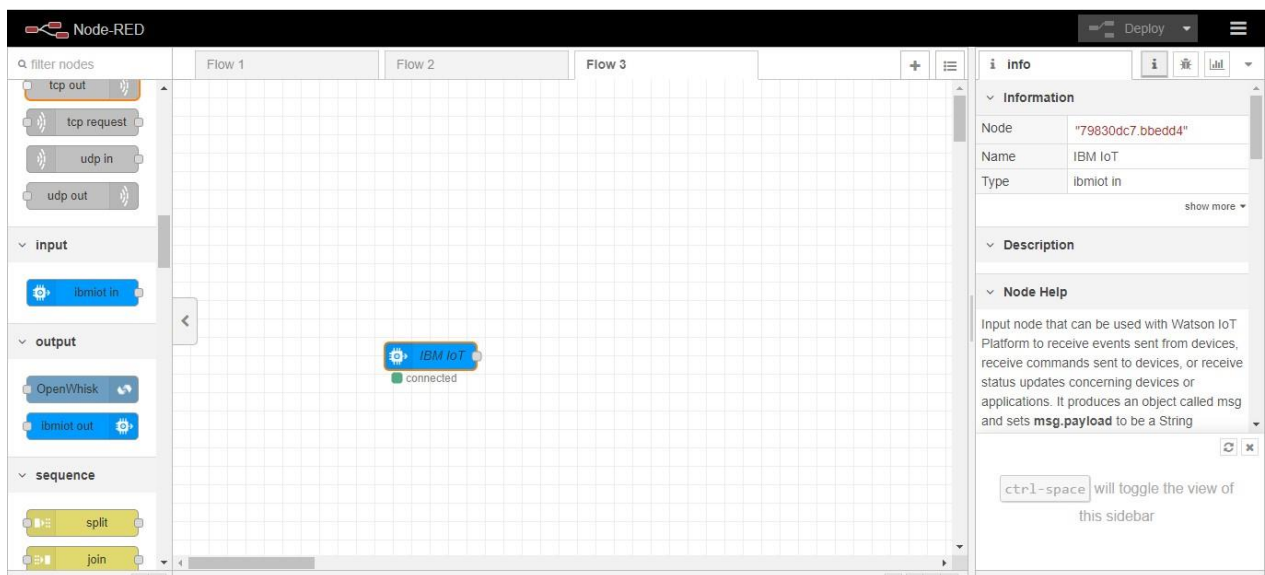 Node-RED
Deploy
filter nodes
Flow 1
Flow 2
Flow 3
i info
i
tcp out
tcp request
udp in
udp out
input
ibmiot in
output
OpenWhisk
ibmiot out
sequence
split
join
IBM IoT
connected
Information
Node "79830dc7.bbedd4"
Name IBM IoT
Type ibmiot in
show more
Description
Node Help
Input node that can be used with Watson IoT
Platform to receive events sent from devices,
receive commands sent to devices, or receive
status updates concerning devices or
applications. It produces an object called msg
and sets msg.payload to be a String
ctrl-space will toggle the view of
this sidebar